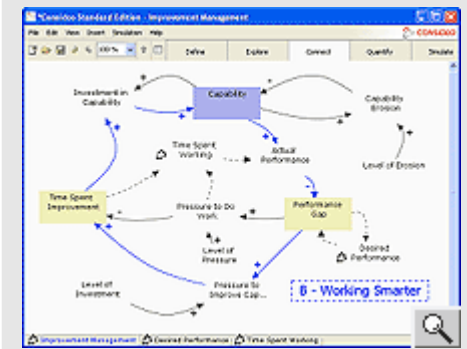 *Consideo Standard Edition - Improvement Management
File Edit View Insert Simulation Help
CONSIDEO
100 %
Define
Explore
Connect
Quantify
Simulate
Investment in
Capability
Capability
Capability
Erosion
Time Spent
Working
Actual
Performance
Level of Erosion
Time Spent
Improvement
Pressure to Do
Work
Performance
Gap
Level of
Pressure
Desired
Performance
Level of
Investment
Pressure to
Improve Cap...
B - Working Smarter
Improvement Management
Desired Performance
Time Spent Working